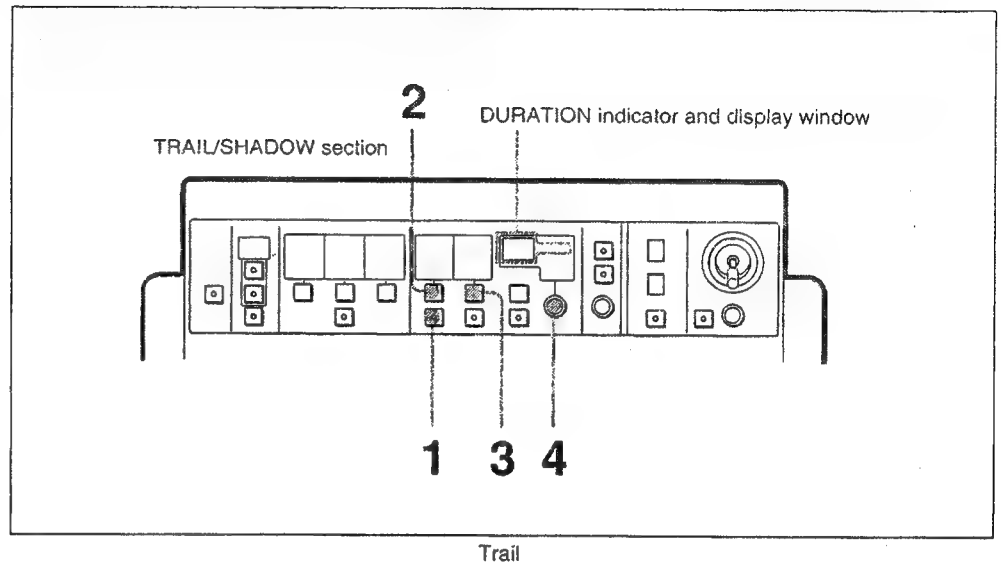 2
DURATION indicator and display window
TRAIL/SHADOW section
1 3 4
Trail